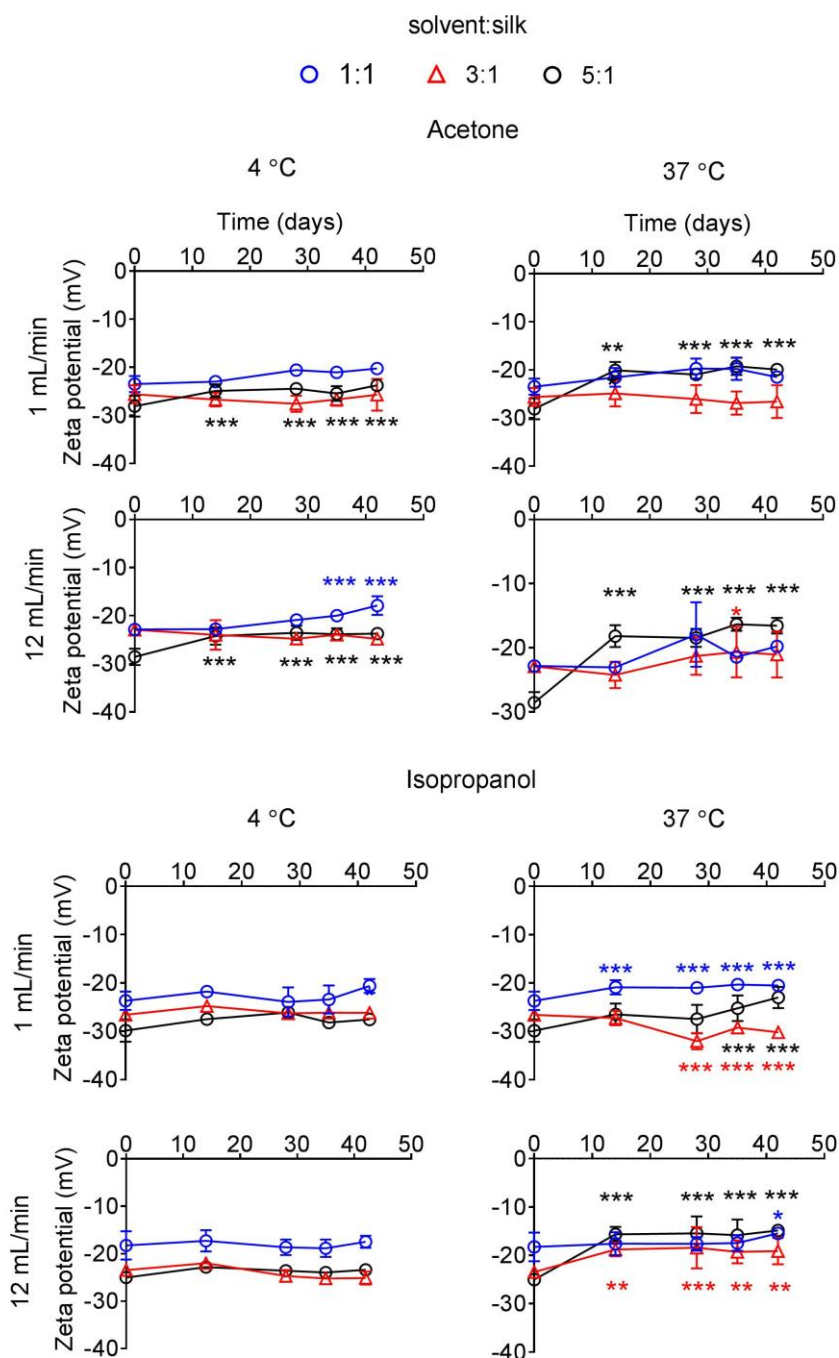 solvent:silk
1:1 3:1 5:1
Acetone
4 °C 37 °C
Time (days) Time (days)
0 10 20 30 40 50 0 10 20 30 40 50
1 mL/min
Zeta potential (mV)
0
-10
-20
-30
-40
*** *** *** ***
0
-10
-20
-30
-40
** *** *** ***
0 10 20 30 40 50 0 10 20 30 40 50
12 mL/min
Zeta potential (mV)
0
-10
-20
-30
-40
*** ***
*** *** *** ***
0
-10
-20
-30
*** *** *** ***
*
Isopropanol
4 °C 37 °C
0 10 20 30 40 50 0 10 20 30 40 50
1 mL/min
Zeta potential (mV)
0
-10
-20
-30
-40
*
0
-10
-20
-30
-40
*** *** *** ***
*** ***
*** *** ***
0 10 20 30 40 50 0 10 20 30 40 50
12 mL/min
Zeta potential (mV)
0
-10
-20
-30
-40
0
-10
-20
-30
-40
*** *** *** ***
*
** *** ** **